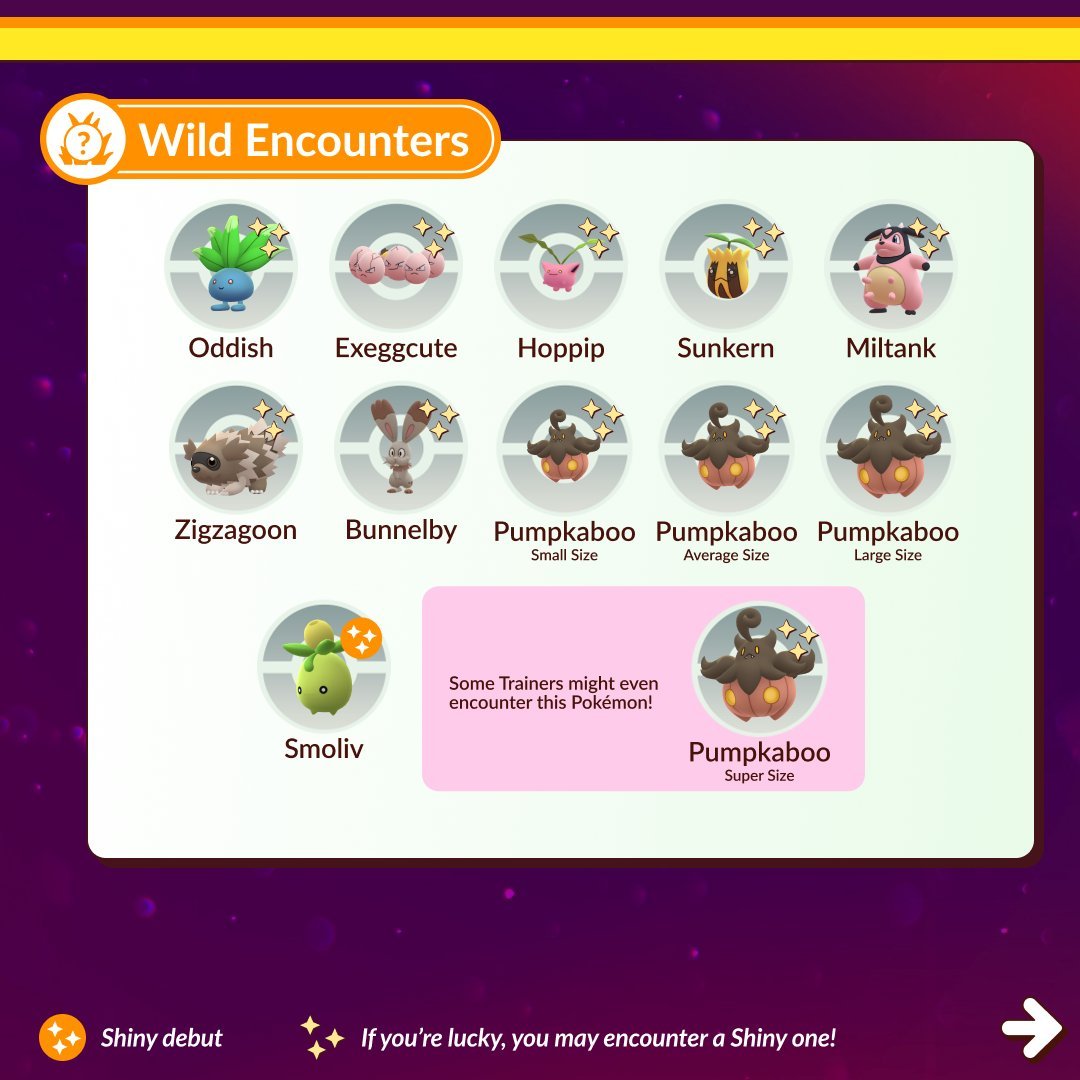 ?
Wild Encounters
Oddish
Exeggcute
Hoppip
Sunkern
Miltank
Zigzagoon
Bunnelby
Pumpkaboo
Small Size
Pumpkaboo
Average Size
Pumpkaboo
Large Size
Smoliv
Some Trainers might even
encounter this Pokémon!
Pumpkaboo
Super Size
Shiny debut
If you’re lucky, you may encounter a Shiny one!